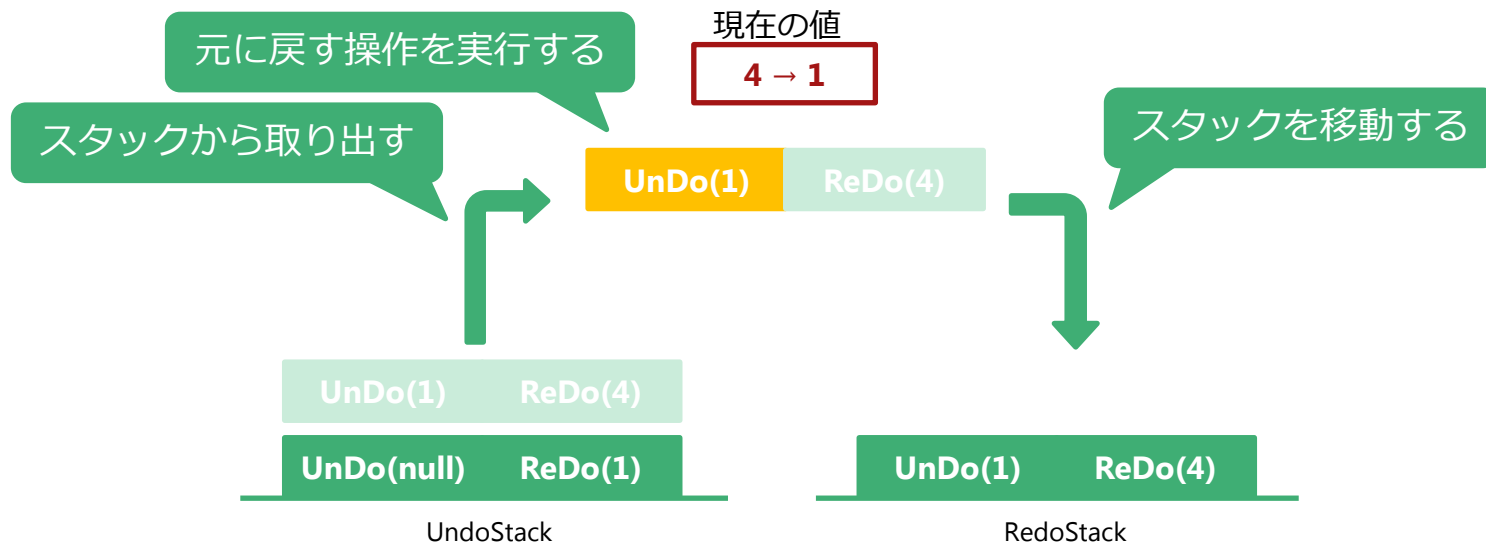 現在の値
4 → 1
元に戻す操作を実行する
スタックから取り出す
スタックを移動する
UnDo(1) ReDo(4)
UnDo(1) ReDo(4)
UnDo(null) ReDo(1)
UnDo(1) ReDo(4)
UndoStack
RedoStack